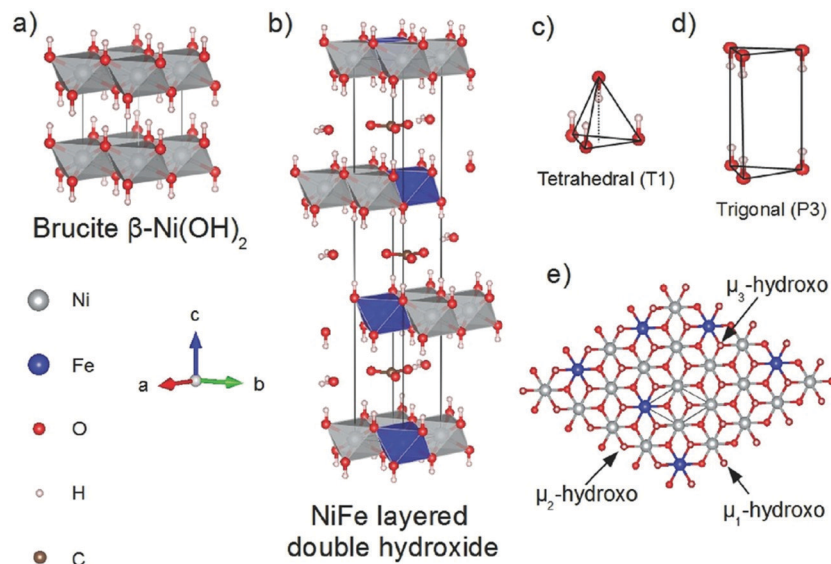 a)
Brucite β-Ni(OH)2
Ni
Fe
O
H
C
c
a
b
b)
NiFe layered
double hydroxide
c)
Tetrahedral (T1)
d)
Trigonal (P3)
e)
μ3-hydroxo
μ2-hydroxo
μ1-hydroxo